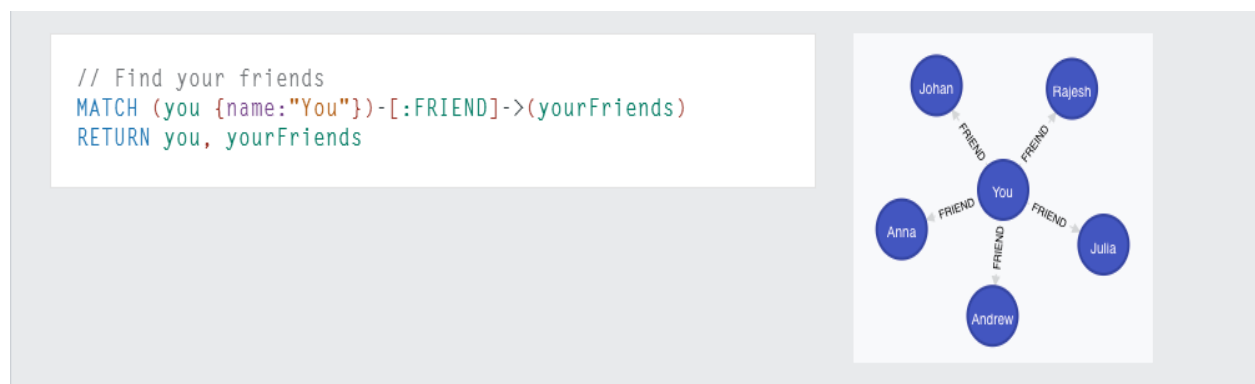 // Find your friends
MATCH (you {name:"You"})-[:FRIEND]->(yourFriends)
RETURN you, yourFriends
Johan
Rajesh
FRIEND
FREIND
You
FRIEND
FRIEND
Anna
FRIEND
Julia
Andrew